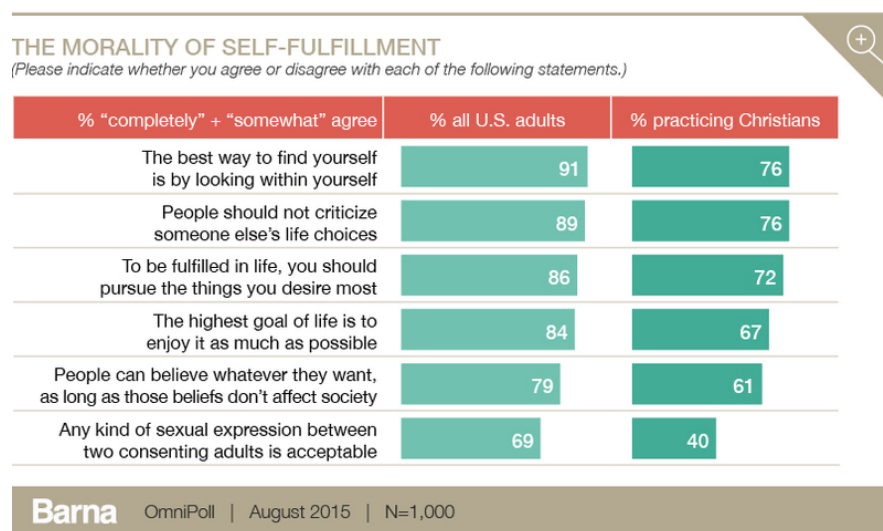 THE MORALITY OF SELF-FULFILLMENT
(Please indicate whether you agree or disagree with each of the following statements.)
% “completely” + “somewhat” agree % all U.S. adults % practicing Christians
The best way to find yourself
is by looking within yourself
91 76
People should not criticize
someone else’s life choices
89 76
To be fulfilled in life, you should
pursue the things you desire most
86 72
The highest goal of life is to
enjoy it as much as possible
84 67
People can believe whatever they want,
as long as those beliefs don’t affect society
79 61
Any kind of sexual expression between
two consenting adults is acceptable
69 40
Barna OmniPoll | August 2015 | N=1,000